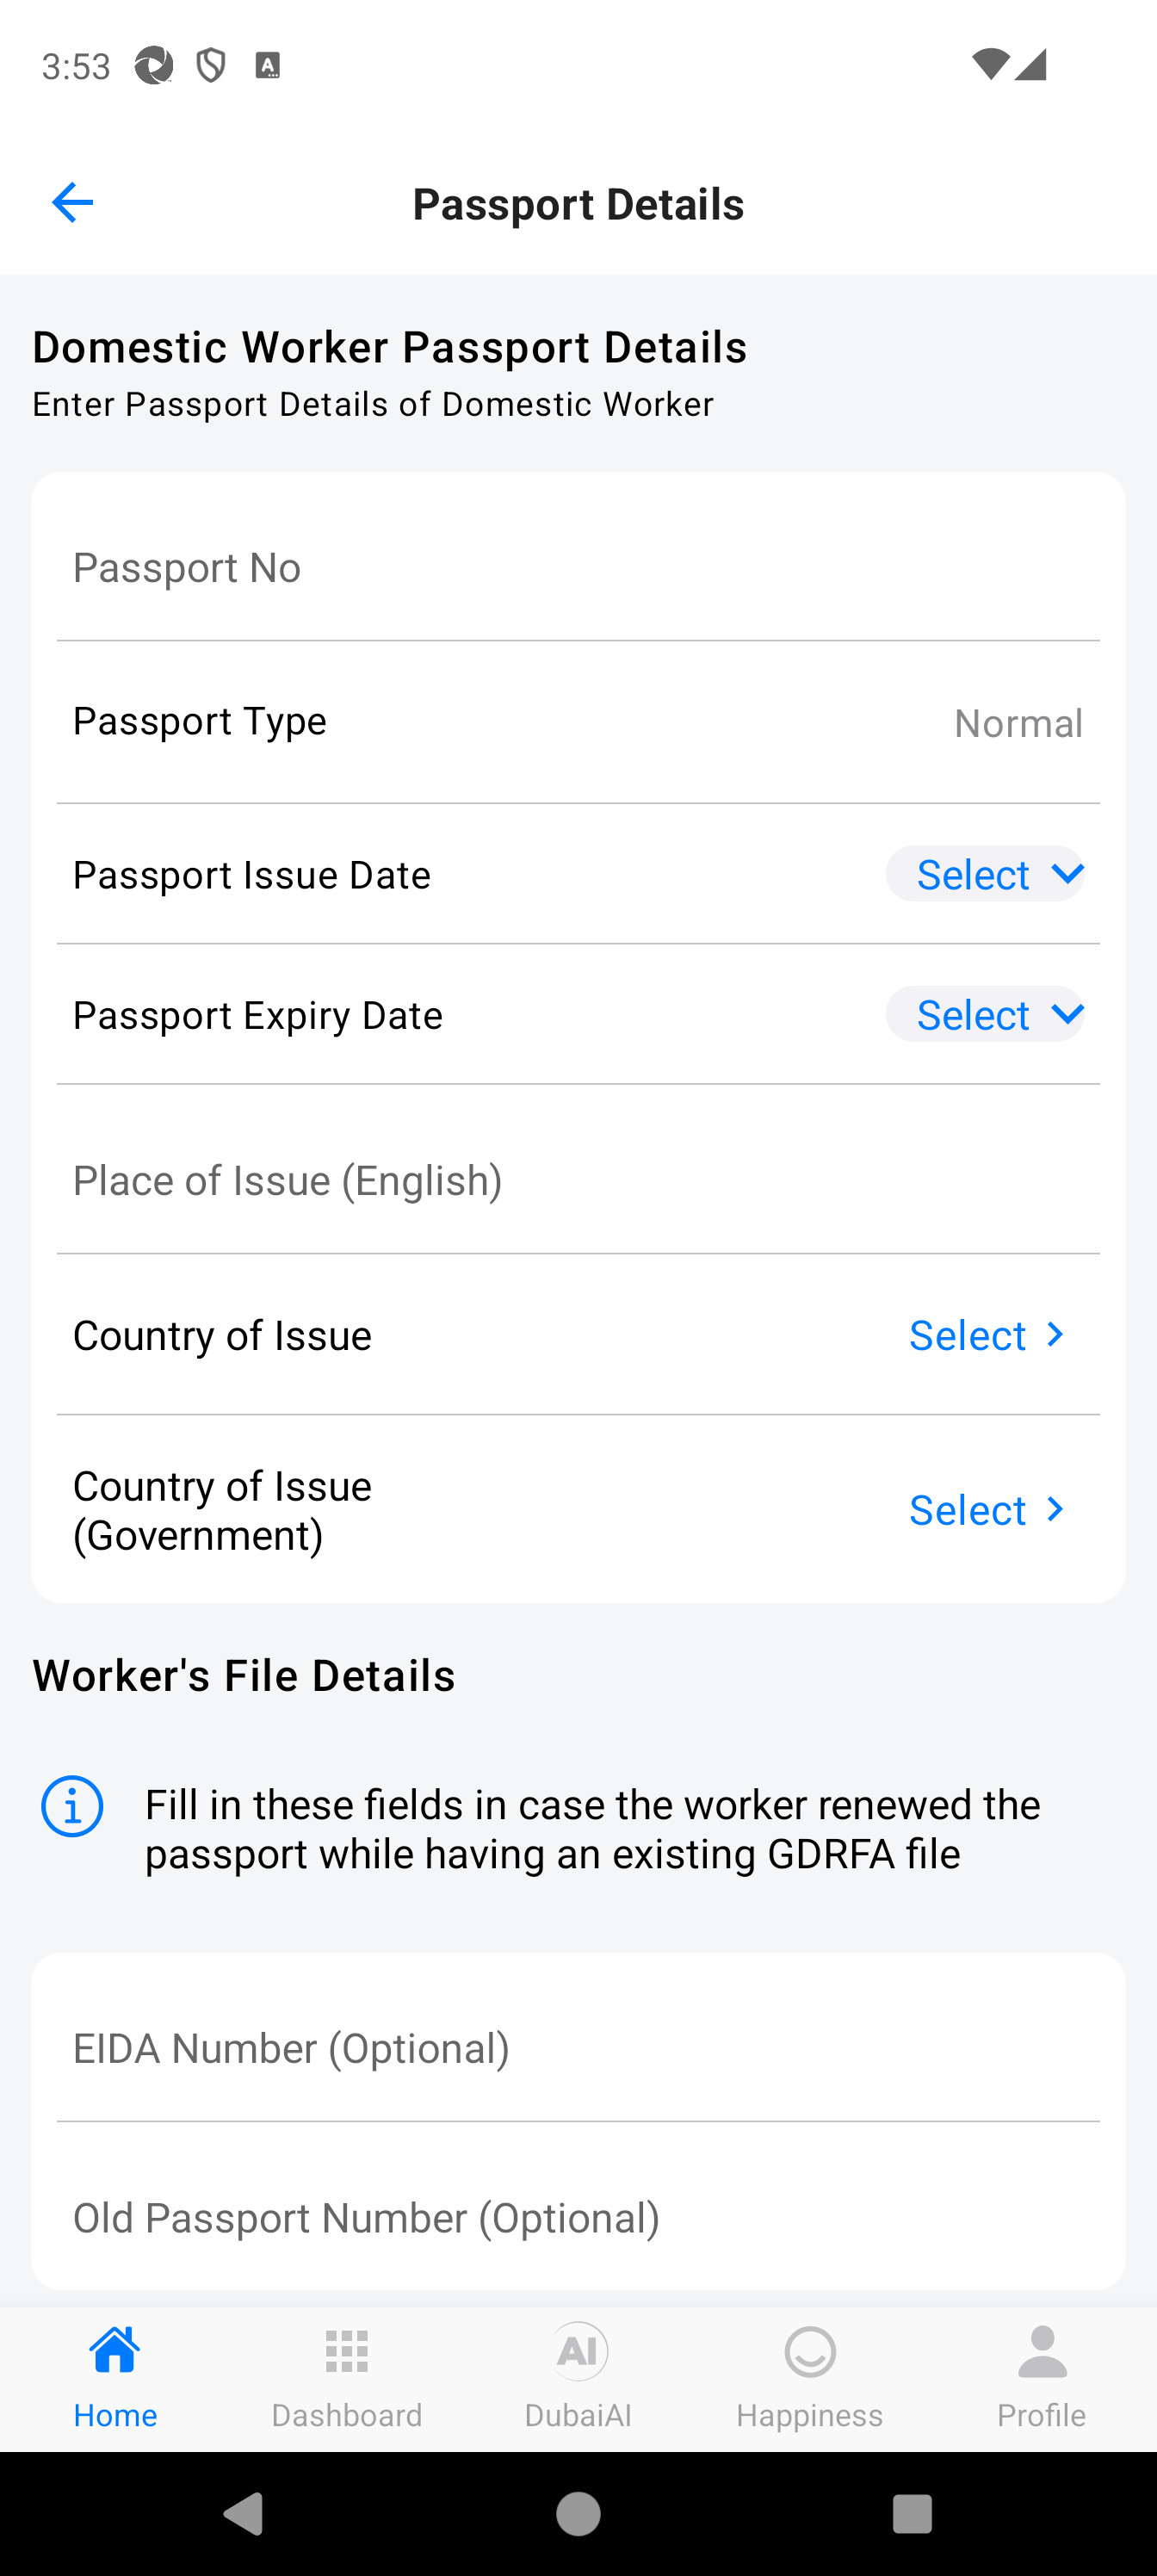 3:53
Passport Details
Domestic Worker Passport Details
Enter Passport Details of Domestic Worker
Passport No
Passport Type Normal
Passport Issue Date Select
Passport Expiry Date Select
Place of Issue (English)
Country of Issue Select
Country of Issue
(Government) Select
Worker's File Details
Fill in these fields in case the worker renewed the
passport while having an existing GDRFA file
EIDA Number (Optional)
Old Passport Number (Optional)
AI
Home Dashboard DubaiAI Happiness Profile